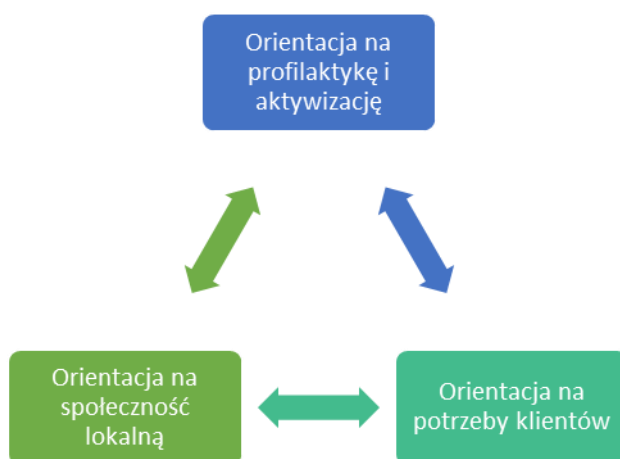 Orientacja na
profilaktykę i
aktywizację
Orientacja na
społeczność
lokalną
Orientacja na
potrzeby klientów